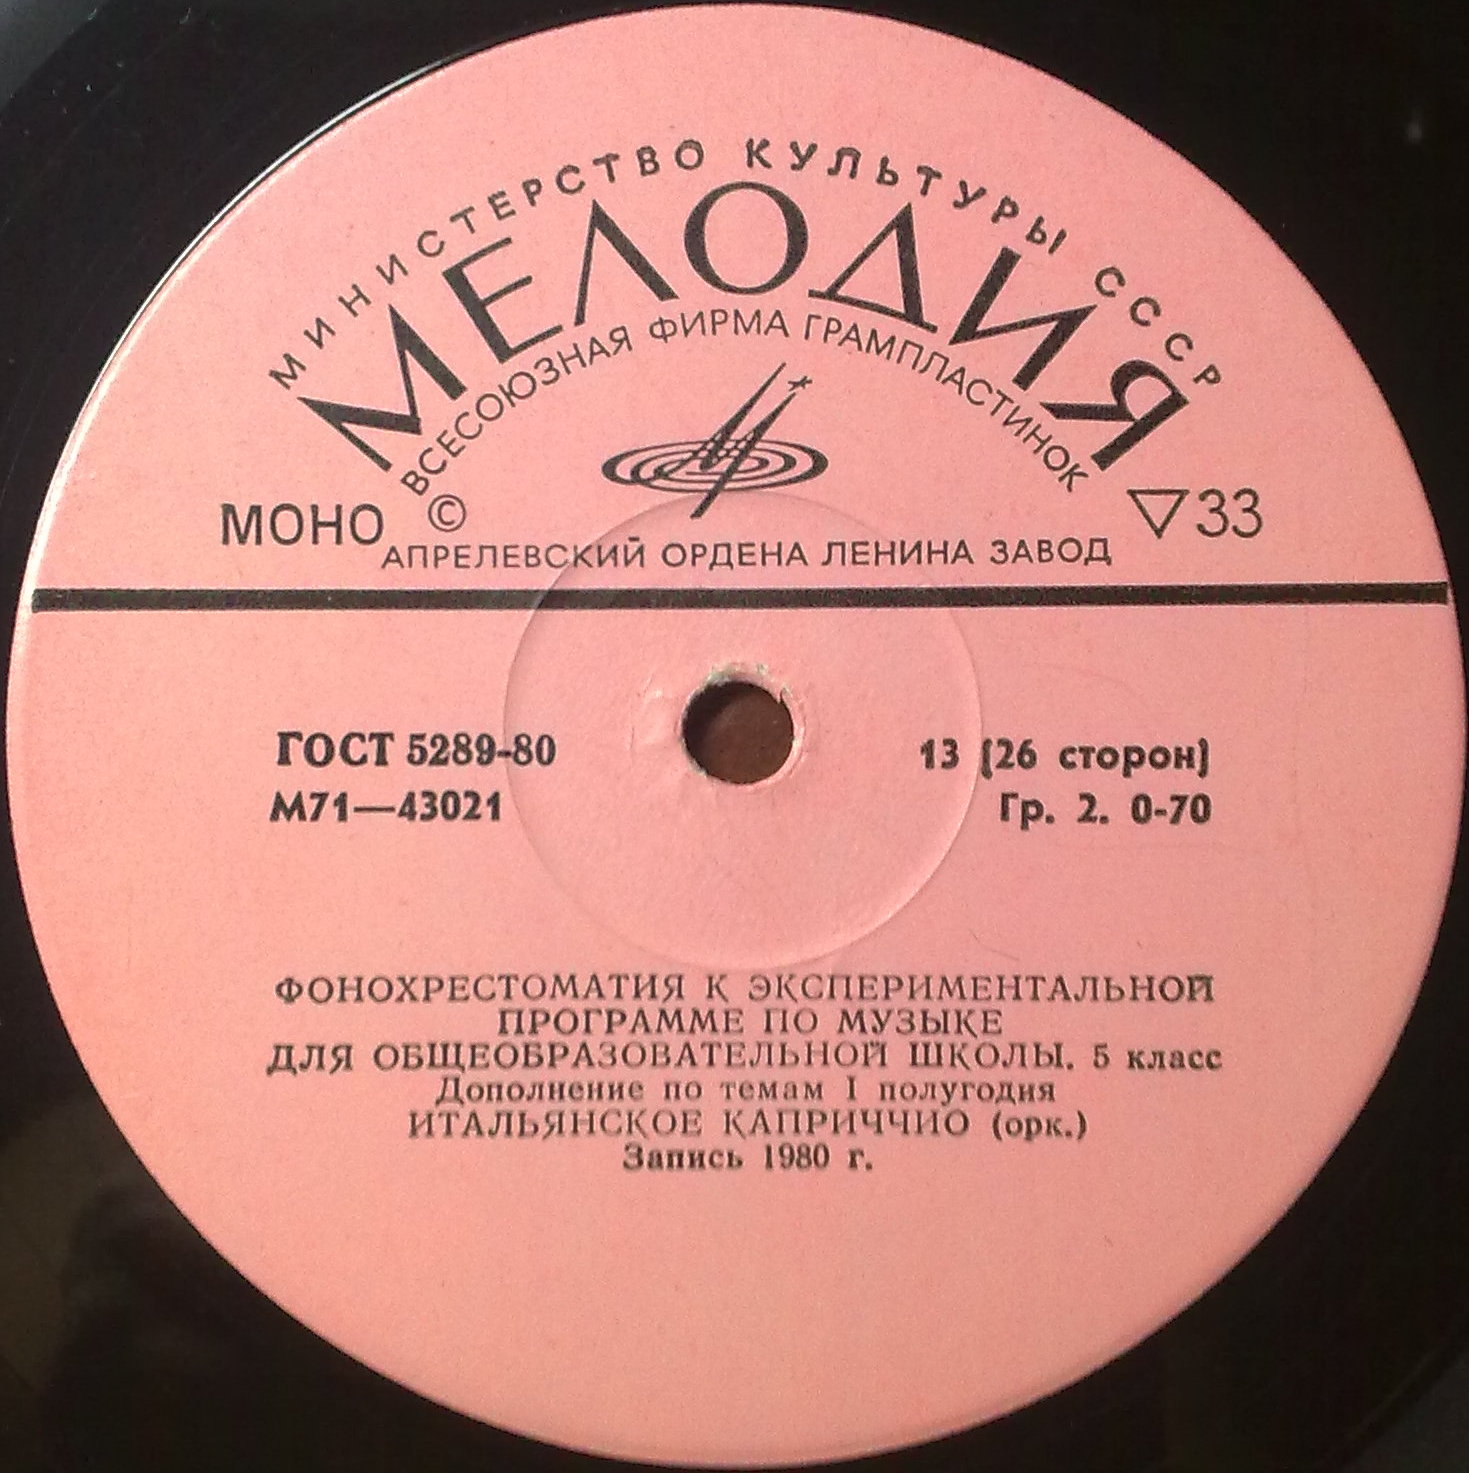 МИНИСТЕРСТВО КУЛЬТУРЫ СССР
МЕЛОДИЯ
ВСЕСОЮЗНАЯ ФИРМА ГРАМПЛАСТИНОК
МОНО © ▽33
АПРЕЛЕВСКИЙ ОРДЕНА ЛЕНИНА ЗАВОД
ГОСТ 5289-80 13 (26 сторон)
М71—43021 Гр. 2. 0-70
ФОНОХРЕСТОМАТИЯ К ЭКСПЕРИМЕНТАЛЬНОЙ
ПРОГРАММЕ ПО МУЗЫКЕ
ДЛЯ ОБЩЕОБРАЗОВАТЕЛЬНОЙ ШКОЛЫ. 5 класс
Дополнение по темам I полугодия
ИТАЛЬЯНСКОЕ КАПРИЧЧИО (орк.)
Запись 1980 г.